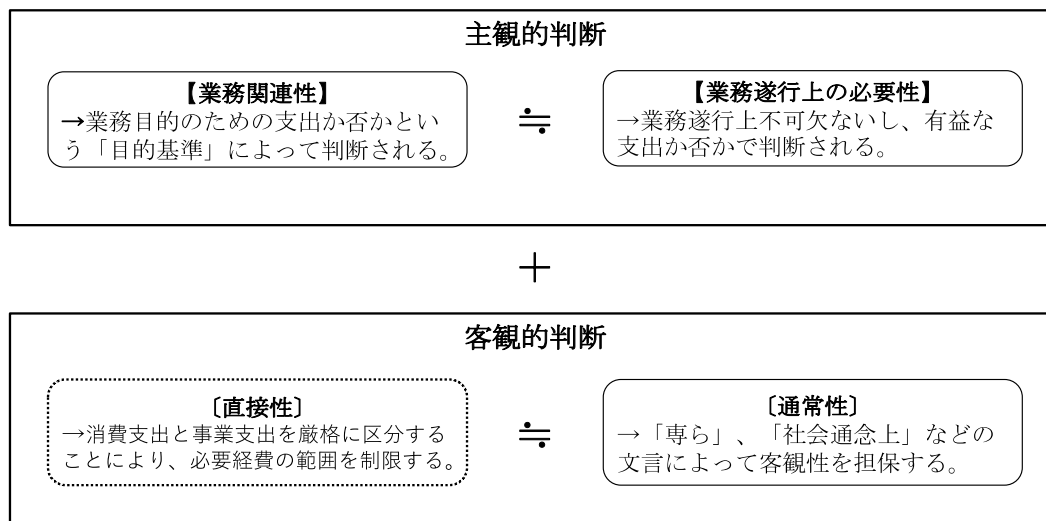 主観的判断
【業務関連性】
→業務目的のための支出か否かとい
う「目的基準」によって判断される。
≒
【業務遂行上の必要性】
→業務遂行上不可欠ないし、有益な
支出か否かで判断される。
＋
客観的判断
〔直接性〕
→消費支出と事業支出を厳格に区分する
ことにより、必要経費の範囲を制限する。
≒
〔通常性〕
→「専ら」、「社会通念上」などの
文言によって客観性を担保する。